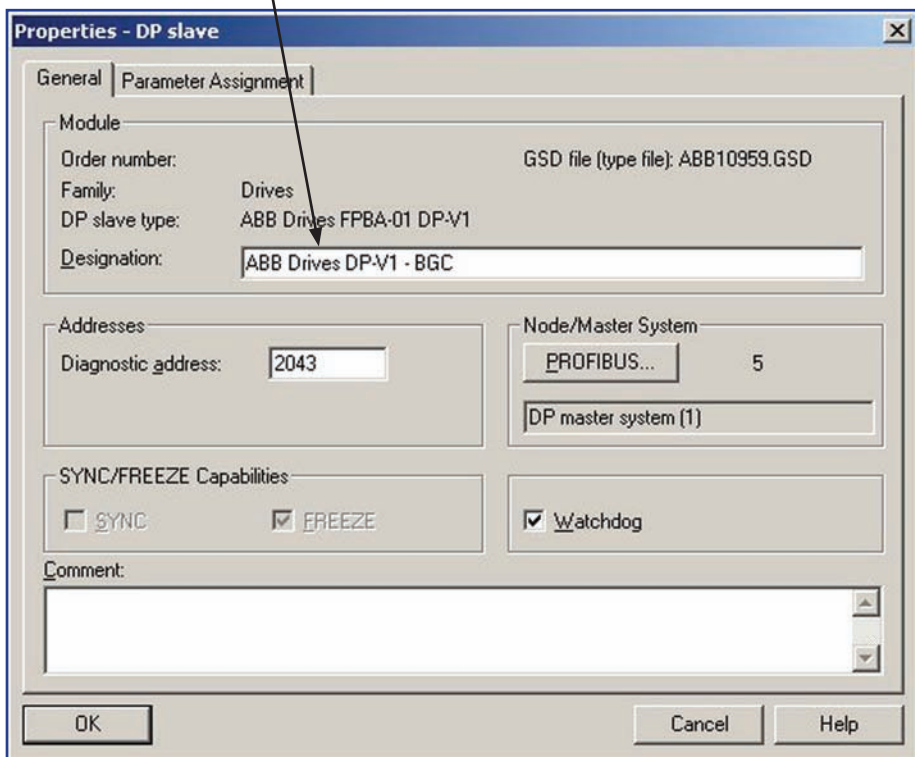 Properties - DP slave
General Parameter Assignment
Module
Order number: GSD file (type file): ABB10959.GSD
Family: Drives
DP slave type: ABB Drives FPBA-01 DP-V1
Designation: ABB Drives DP-V1 - BGC
Addresses
Diagnostic address: 2043
Node/Master System
PROFIBUS... 5
DP master system (1)
SYNC/FREEZE Capabilities
SYNC FREEZE
Watchdog
Comment:
OK Cancel Help